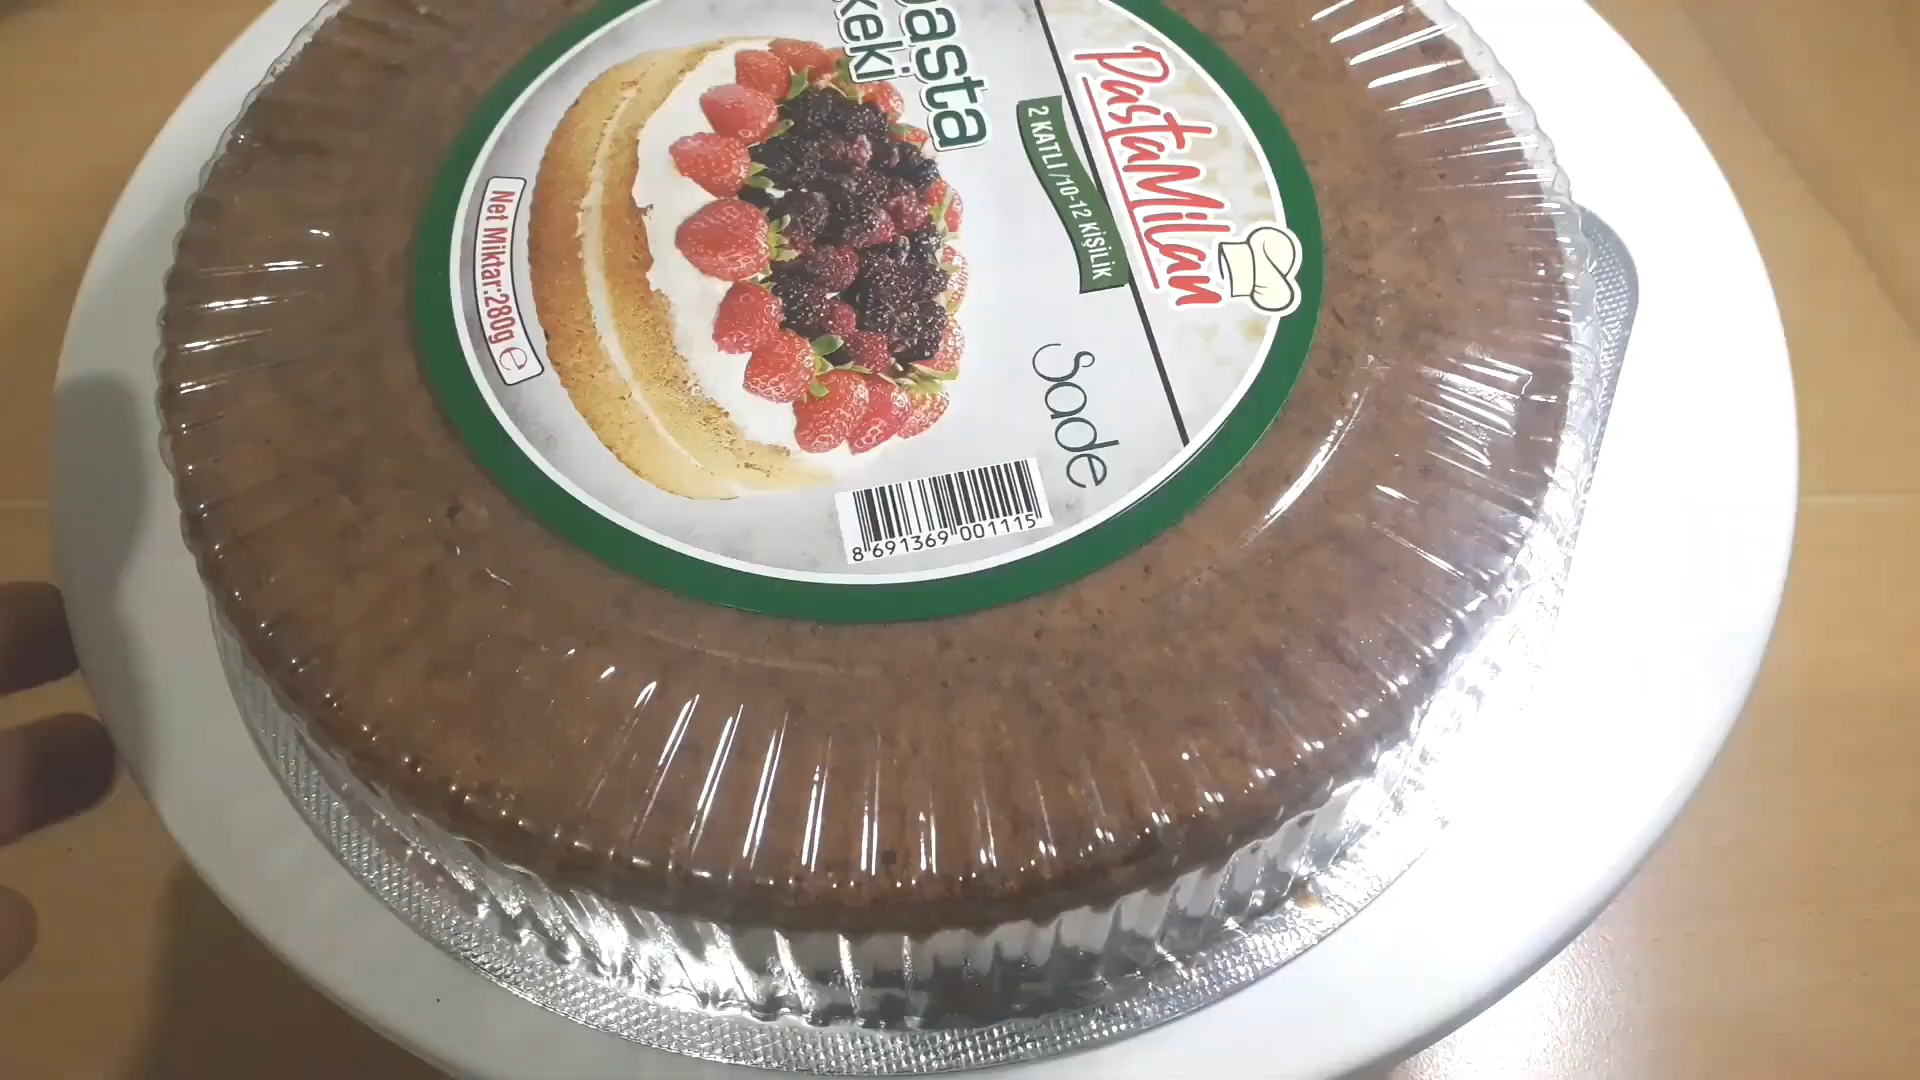 PastaMilan
2 KATLI / 10-12 KİŞİLİK
pasta
keki
Sade
Net Miktar:280g e
8 691369 001115